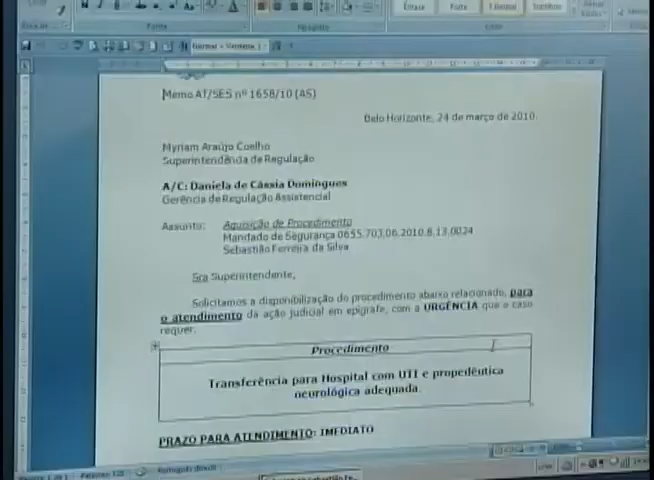 Memo AT/SES nº 1658/10 (AS)
Belo Horizonte, 24 de março de 2010.
Myriam Araújo Coelho
Superintendência de Regulação
A/C: Daniela de Cássia Domingues
Gerência de Regulação Assistencial
Assunto: Aquisição de Procedimento
Mandado de Segurança 0655.703.06.2010.8.13.0024
Sebastião Ferreira da Silva
Sra Superintendente,
Solicitamos a disponibilização do procedimento abaixo relacionado, para
o atendimento da ação judicial em epígrafe, com a URGÊNCIA que o caso
requer.
Procedimento
Transferência para Hospital com UTI e propedêutica
neurológica adequada.
PRAZO PARA ATENDIMENTO: IMEDIATO